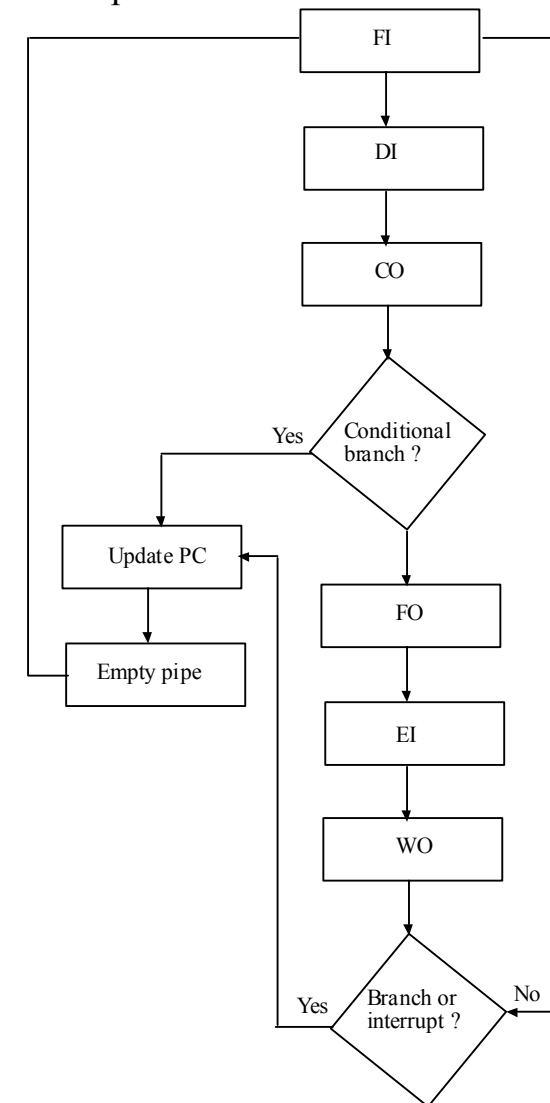 FI
DI
CO
Yes
Conditional
branch ?
Update PC
FO
Empty pipe
EI
WO
Yes
Branch or
interrupt ?
No